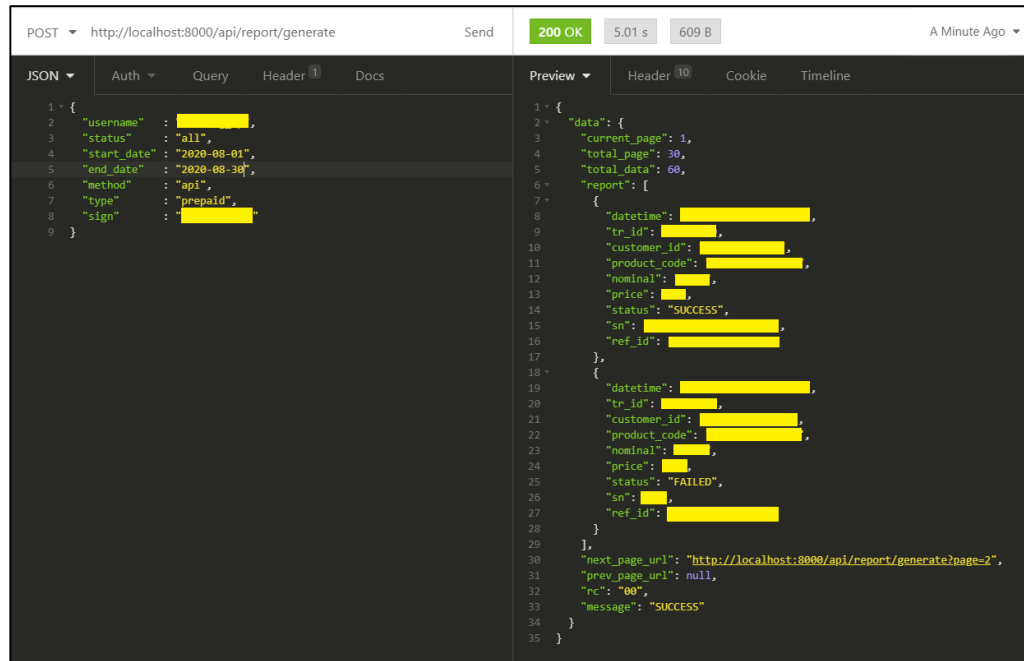 POST http://localhost:8000/api/report/generate Send
200 OK 5.01 s 609 B A Minute Ago
JSON Auth Query Header 1 Docs
1 {
2 "username" : " ",
3 "status" : "all",
4 "start_date" : "2020-08-01",
5 "end_date" : "2020-08-30",
6 "method" : "api",
7 "type" : "prepaid",
8 "sign" : " "
9 }
Preview Header 10 Cookie Timeline
1 {
2 "data": {
3 "current_page": 1,
4 "total_page": 30,
5 "total_data": 60,
6 "report": [
7 {
8 "datetime": ,
9 "tr_id": ,
10 "customer_id": ,
11 "product_code": ,
12 "nominal": ,
13 "price": ,
14 "status": "SUCCESS",
15 "sn": ,
16 "ref_id":
17 },
18 {
19 "datetime": ,
20 "tr_id": ,
21 "customer_id": ,
22 "product_code": ,
23 "nominal": ,
24 "price": ,
25 "status": "FAILED",
26 "sn": ,
27 "ref_id":
28 }
29 ],
30 "next_page_url": "http://localhost:8000/api/report/generate?page=2",
31 "prev_page_url": null,
32 "rc": "00",
33 "message": "SUCCESS"
34 }
35 }